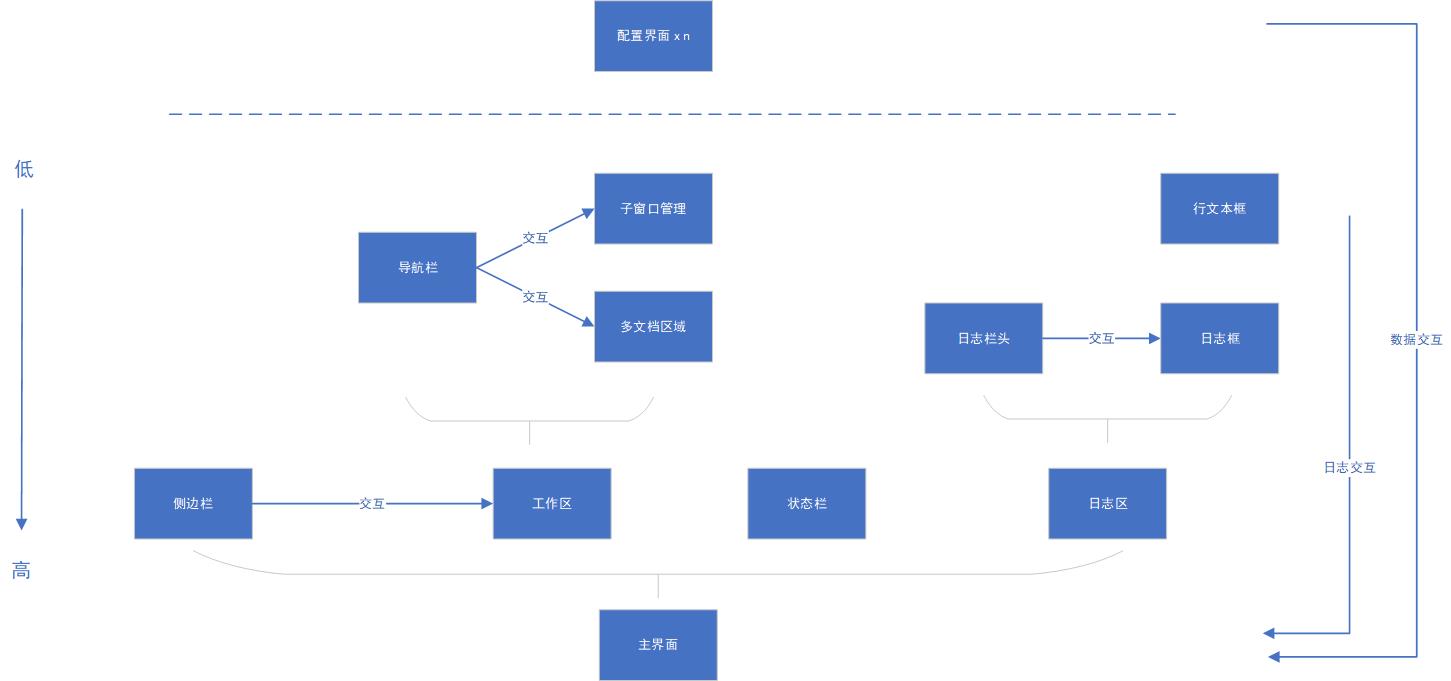 配置界面 x n
低
子窗口管理
行文本框
交互
导航栏
交互
多文档区域
日志栏头
交互
日志框
数据交互
日志交互
侧边栏
交互
工作区
状态栏
日志区
高
主界面